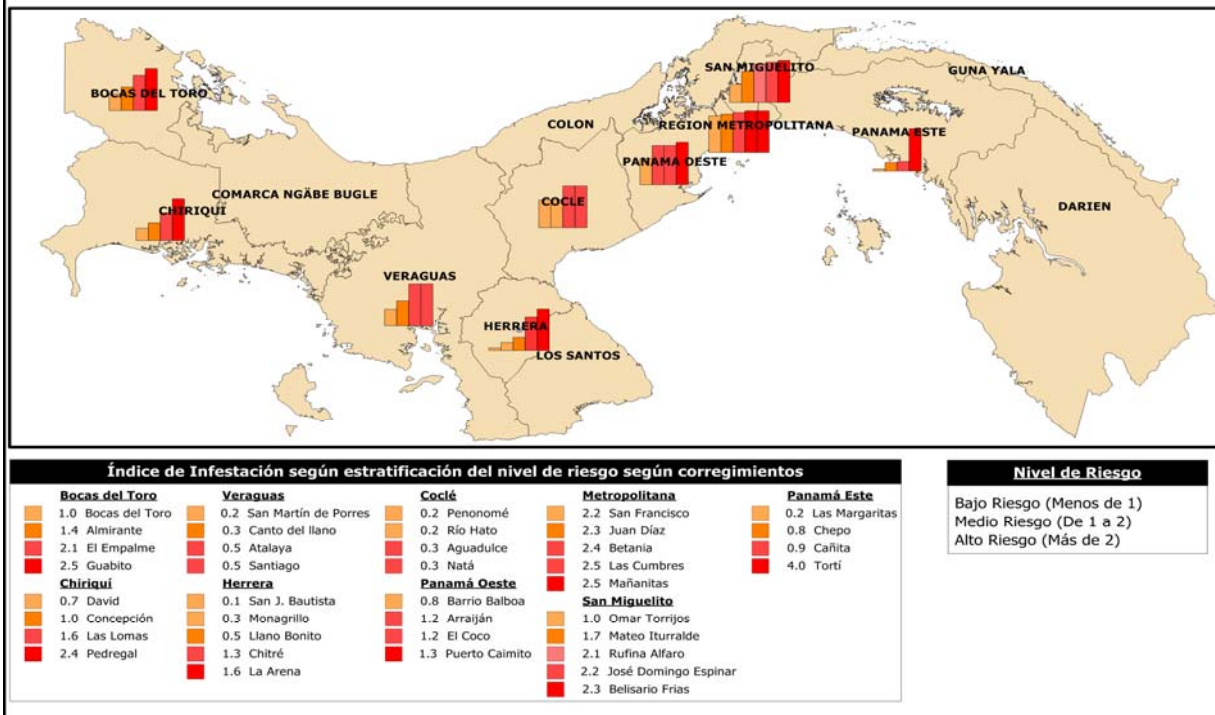 SAN MIGUELITO
GUNA YALA
BOCAS DEL TORO
COLON
REGION METROPOLITANA
PANAMA ESTE
PANAMA OESTE
COMARCA NGÄBE BUGLE
CHIRIQUI
COCLE
DARIEN
VERAGUAS
HERRERA
LOS SANTOS
Índice de Infestación según estratificación del nivel de riesgo según corregimientos
Bocas del Toro
1.0 Bocas del Toro
1.4 Almirante
2.1 El Empalme
2.5 Guabito
Chiriquí
0.7 David
1.0 Concepción
1.6 Las Lomas
2.4 Pedregal
Veraguas
0.2 San Martín de Porres
0.3 Canto del llano
0.5 Atalaya
0.5 Santiago
Herrera
0.1 San J. Bautista
0.3 Monagrillo
0.5 Llano Bonito
1.3 Chitré
1.6 La Arena
Coclé
0.2 Penonomé
0.2 Río Hato
0.3 Aguadulce
0.3 Natá
Panamá Oeste
0.8 Barrio Balboa
1.2 Arraiján
1.2 El Coco
1.3 Puerto Caimito
Metropolitana
2.2 San Francisco
2.3 Juan Díaz
2.4 Betania
2.5 Las Cumbres
2.5 Mañanitas
San Miguelito
1.0 Omar Torrijos
1.7 Mateo Iturralde
2.1 Rufina Alfaro
2.2 José Domingo Espinar
2.3 Belisario Frias
Panamá Este
0.2 Las Margaritas
0.8 Chepo
0.9 Cañita
4.0 Tortí
Nivel de Riesgo
Bajo Riesgo (Menos de 1)
Medio Riesgo (De 1 a 2)
Alto Riesgo (Más de 2)